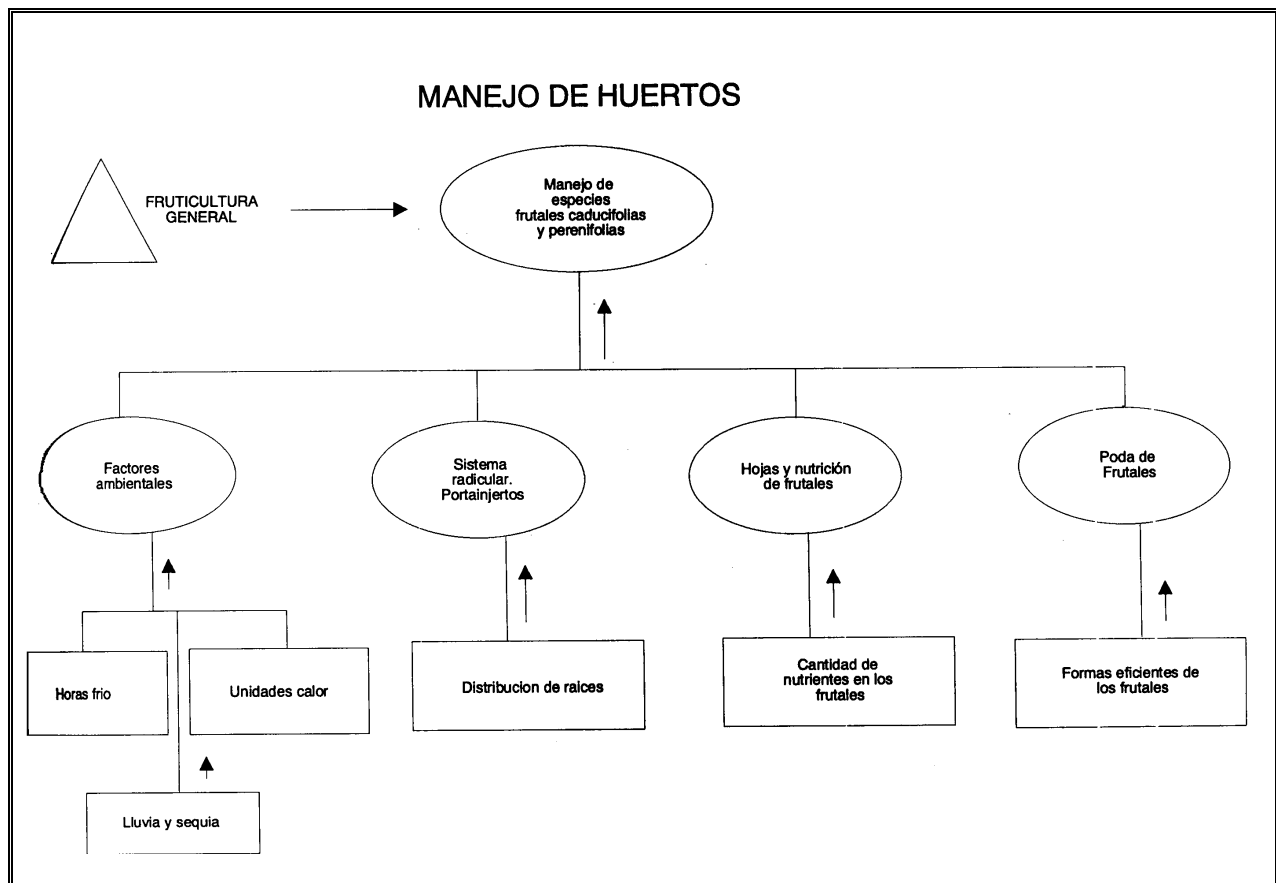 MANEJO DE HUERTOS
FRUTICULTURA
GENERAL
Manejo de
especies
frutales caducifolias
y perenifolias
Factores
ambientales
Sistema
radicular.
Portainjertos
Hojas y nutrición
de frutales
Poda de
Frutales
Horas frio
Unidades calor
Distribucion de raices
Cantidad de
nutrientes en los
frutales
Formas eficientes de
los frutales
Lluvia y sequia